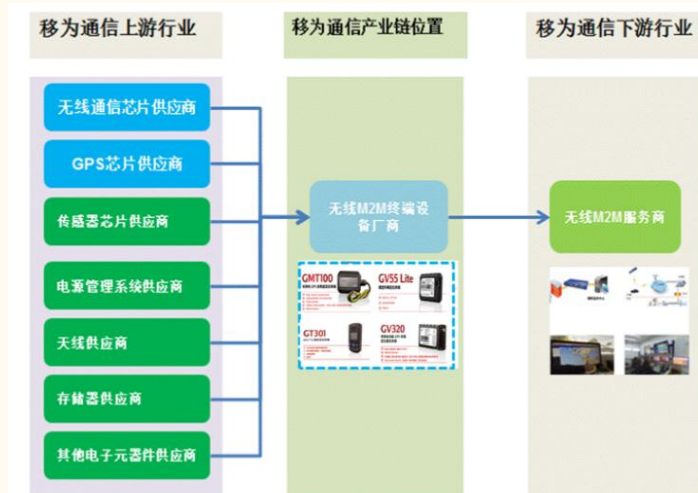 移为通信上游行业
移为通信产业链位置
移为通信下游行业
无线通信芯片供应商
GPS芯片供应商
传感器芯片供应商
电源管理系统供应商
天线供应商
存储器供应商
其他电子元器件供应商
无线M2M终端设
备厂商
GMT100
GV55 Lite
GT301
GV320
无线M2M服务商